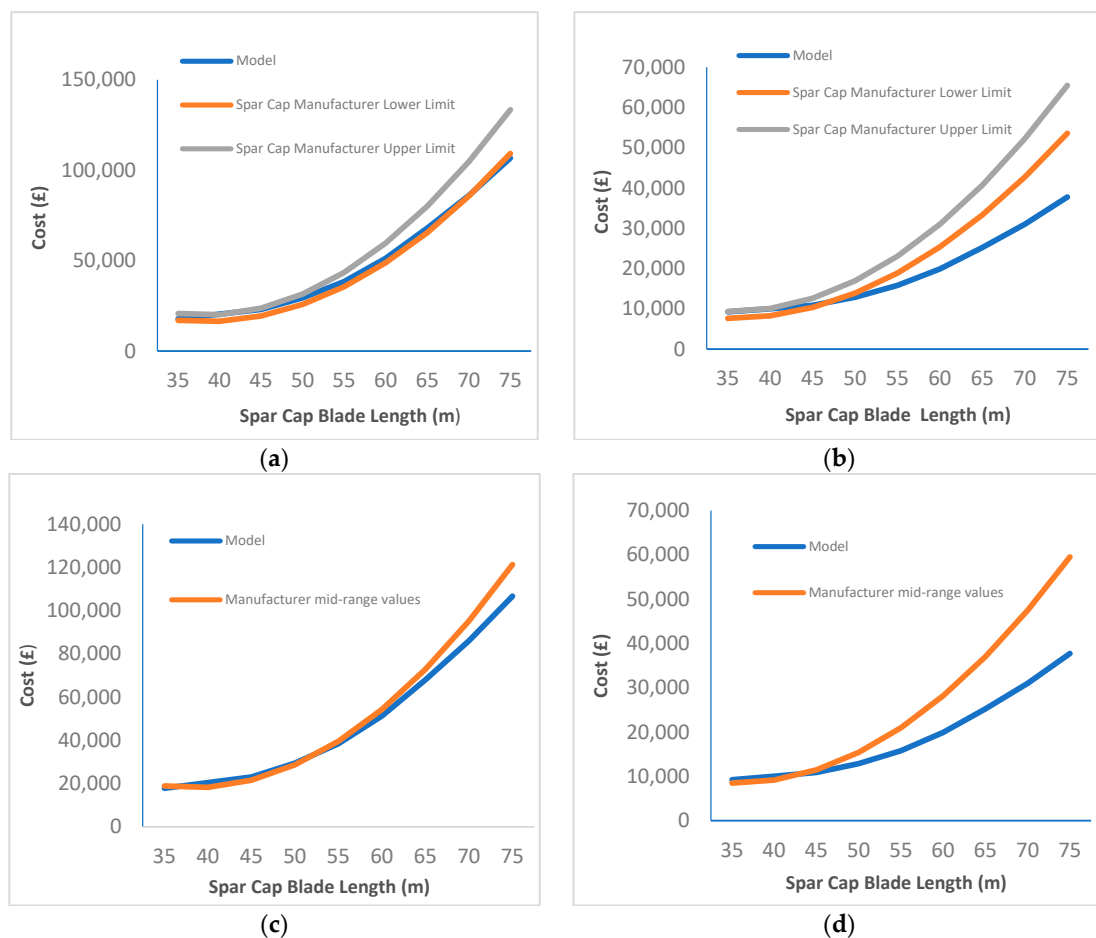 Model
150,000
Spar Cap Manufacturer Lower Limit
Spar Cap Manufacturer Upper Limit
100,000
50,000
0
Cost (£)
35 40 45 50 55 60 65 70 75
Spar Cap Blade Length (m)
(a)
Model
70,000
Spar Cap Manufacturer Lower Limit
60,000
Spar Cap Manufacturer Upper Limit
50,000
40,000
30,000
20,000
10,000
0
Cost (£)
35 40 45 50 55 60 65 70 75
Spar Cap Blade Length (m)
(b)
140,000
Model
120,000
Manufacturer mid-range values
100,000
80,000
60,000
40,000
20,000
0
Cost (£)
35 40 45 50 55 60 65 70 75
Spar Cap Blade Length (m)
(c)
70,000
Model
60,000
Manufacturer mid-range values
50,000
40,000
30,000
20,000
10,000
0
Cost (£)
35 40 45 50 55 60 65 70 75
Spar Cap Blade Length (m)
(d)